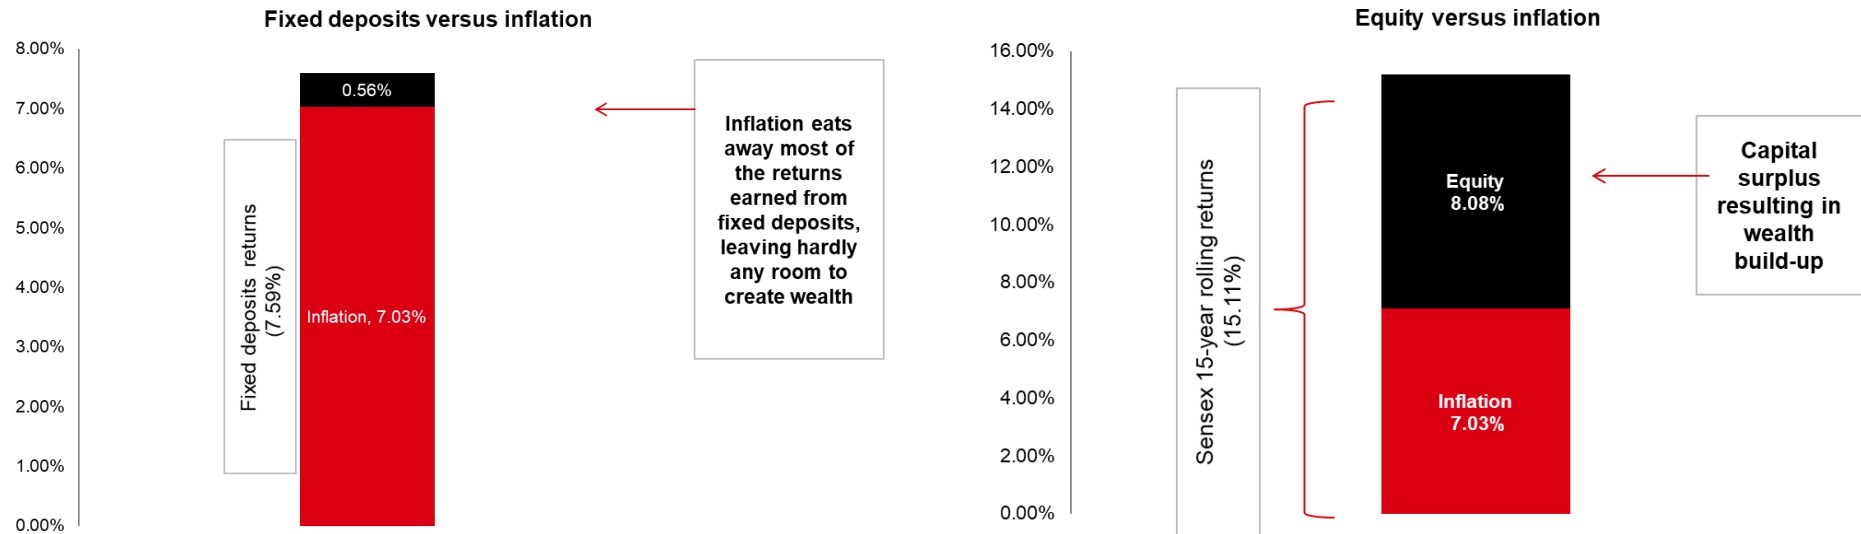 Fixed deposits versus inflation
8.00%
7.00%
6.00%
5.00%
4.00%
3.00%
2.00%
1.00%
0.00%
Fixed deposits returns
(7.59%)
0.56%
Inflation, 7.03%
Inflation eats
away most of
the returns
earned from
fixed deposits,
leaving hardly
any room to
create wealth
Equity versus inflation
16.00%
14.00%
12.00%
10.00%
8.00%
6.00%
4.00%
2.00%
0.00%
Sensex 15-year rolling returns
(15.11%)
Equity
8.08%
Inflation
7.03%
Capital
surplus
resulting in
wealth
build-up